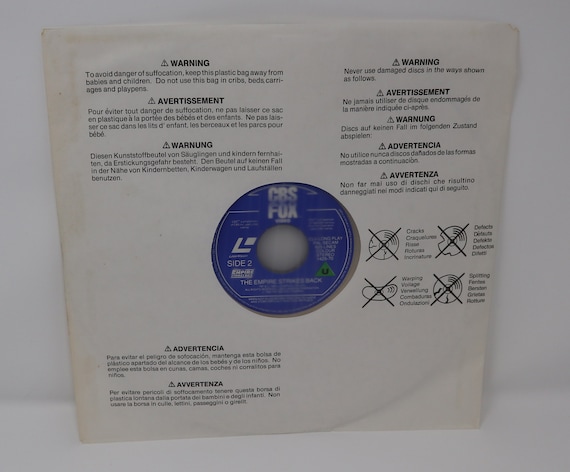 ⚠ WARNING
To avoid danger of suffocation, keep this plastic bag away from
babies and children. Do not use this bag in cribs, beds, carri-
ages and playpens.
⚠ AVERTISSEMENT
Pour éviter tout danger de suffocation, ne pas laisser ce sac
en plastique à la portée des bébés et des enfants. Ne pas lais-
ser ce sac dans les lits d' enfant, les berceaux et les parcs pour
bébé.
⚠ WARNUNG
Diesen Kunststoffbeutel von Säuglingen und kindern fernhal-
ten, da Erstickungsgefahr bestehen. Den Beutel auf keinen Fall
in der Nähe von Kinderbetten, Kinderwagen und Laufställen
benutzen.
⚠ ADVERTENCIA
Para evitar el peligro de sofocación, mantenga esta bolsa de
plástico apartado del alcance de los bebés y de los niños. No
emplee esta bolsa en cunas, camas, coches ni corralitos para
niños.
⚠ AVVERTENZA
Per evitare pericoli di soffocamento tenere questa borsa di
plastica lontana dalla portata dei bambini e dagli infanti. Non
usare la borsa in culle, lettini, passeggini o girslit.
⚠ WARNING
Never use damaged discs in the ways shown
as follows.
⚠ AVERTISSEMENT
Ne jamais utiliser de disque endommagés de
la manière indiquée ci-après.
⚠ WARNUNG
Discs auf keinen Fall im folgenden Zustand
abspielen:
⚠ ADVERTENCIA
No utilice nunca discos dañados de las formas
mostradas a continuació.
⚠ AVVERTENZA
Non far mai uso di dischi che risultino
danneggiati nei modi indicati qui di seguito.
Cracks
Craquelures
Risse
Roturas
Incrinature
Defects
Défauts
Defekte
Defectos
Difetti
Warping
Voilage
Verwellung
Combaduras
Ondulazioni
Splitting
Fentes
Grietas
Rotture
CBS
FOX
VIDEO
LASERDISC
SIDE 2
LONG PLAY
COLOUR
STEREO
U
THE EMPIRE STRIKES BACK